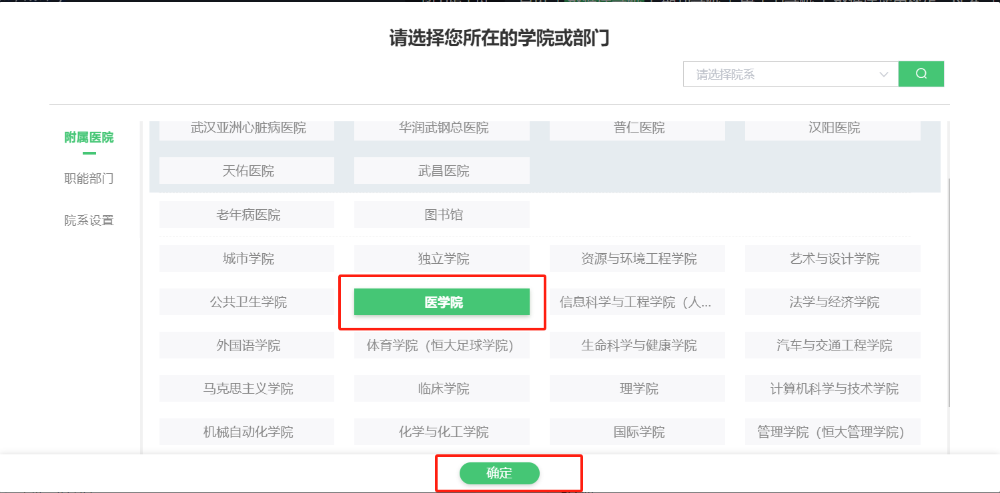 请选择您所在的学院或部门
请选择院系
附属医院
职能部门
院系设置
武汉亚洲心脏病医院 华润武钢总医院 普仁医院 汉阳医院
天佑医院 武昌医院
老年病医院 图书馆
城市学院 独立学院 资源与环境工程学院 艺术与设计学院
公共卫生学院 医学院 信息科学与工程学院（人... 法学与经济学院
外国语学院 体育学院（恒大足球学院） 生命科学与健康学院 汽车与交通工程学院
马克思主义学院 临床学院 理学院 计算机科学与技术学院
机械自动化学院 化学与化工学院 国际学院 管理学院（恒大管理学院）
确定